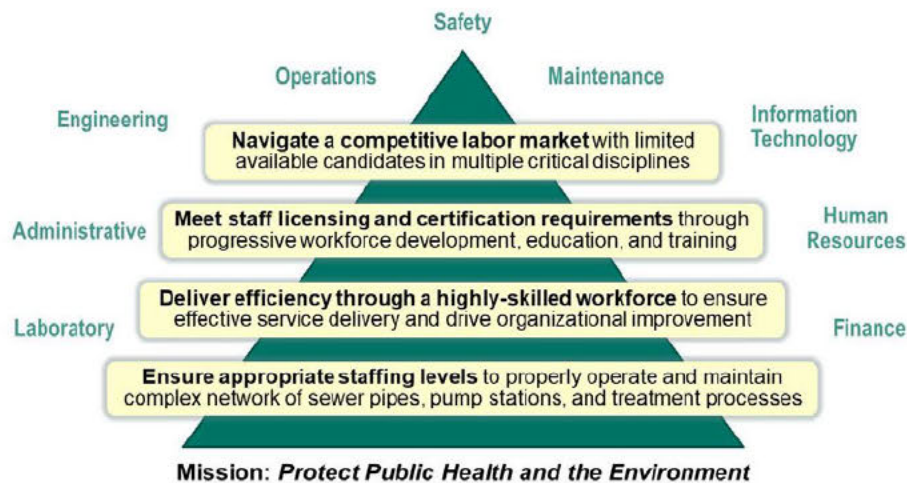 Safety
Operations
Maintenance
Engineering
Information
Technology
Navigate a competitive labor market with limited
available candidates in multiple critical disciplines
Administrative
Meet staff licensing and certification requirements through
progressive workforce development, education, and training
Human
Resources
Laboratory
Deliver efficiency through a highly-skilled workforce to ensure
effective service delivery and drive organizational improvement
Finance
Ensure appropriate staffing levels to properly operate and maintain
complex network of sewer pipes, pump stations, and treatment processes
Mission: Protect Public Health and the Environment